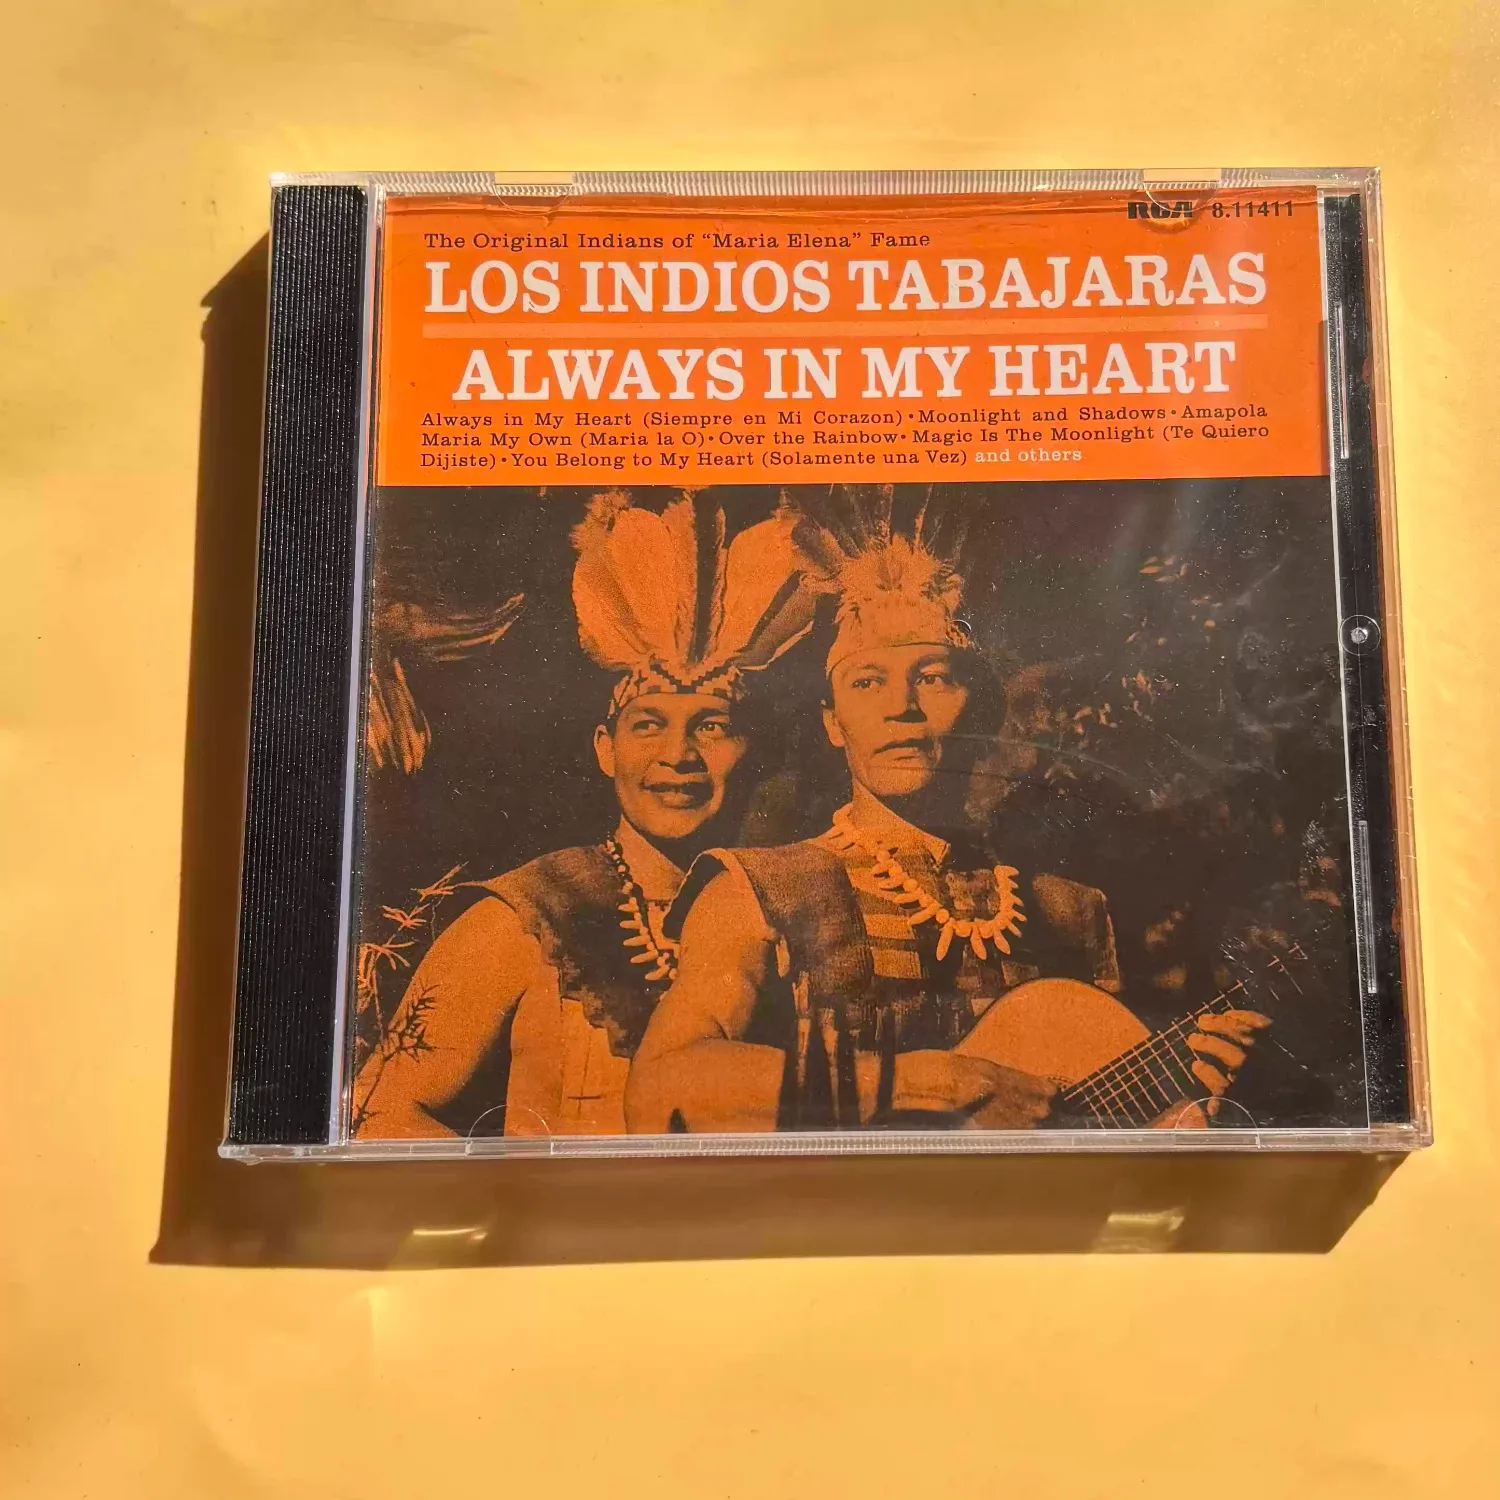 RCA 8.11411
The Original Indians of “Maria Elena” Fame
LOS INDIOS TABAJARAS
ALWAYS IN MY HEART
Always in My Heart (Siempre en Mi Corazon) • Moonlight and Shadows • Amapola
Maria My Own (Maria la O) • Over the Rainbow • Magic Is The Moonlight (Te Quiero
Dijiste) • You Belong to My Heart (Solamente una Vez) and others